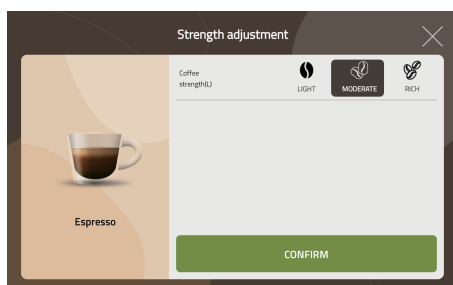 Strength adjustment
Coffee
strength(L)
LIGHT
MODERATE
RICH
Espresso
CONFIRM